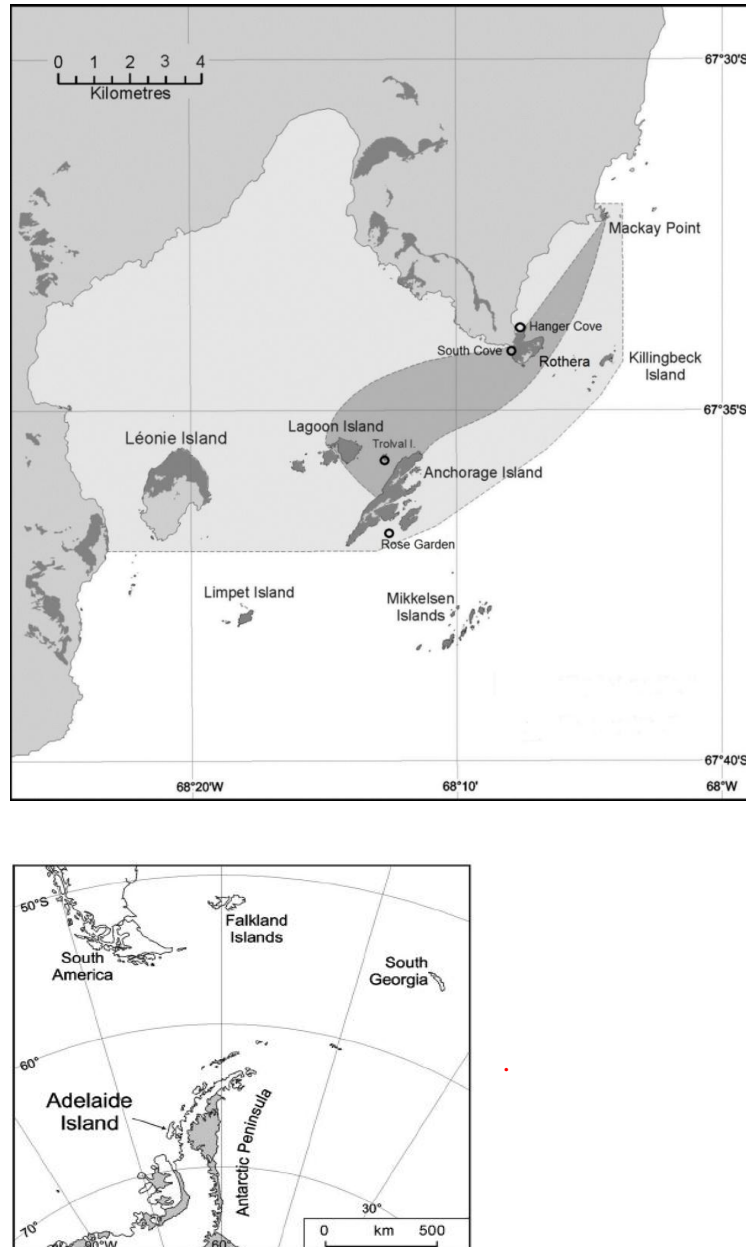 0 1 2 3 4
Kilometres
67°30'S
Mackay Point
Hanger Cove
South Cove
Rothera
Killingbeck
Island
67°35'S
Lagoon Island
Léonie Island
Trolval I.
Anchorage Island
Rose Garden
Limpet Island
Mikkelsen
Islands
67°40'S
68°20'W
68°10'
68°W
50°S
Falkland
Islands
South
America
South
Georgia
60°
Adelaide
Island
Antarctic Peninsula
30°
0 km 500
70°
90°W
60°